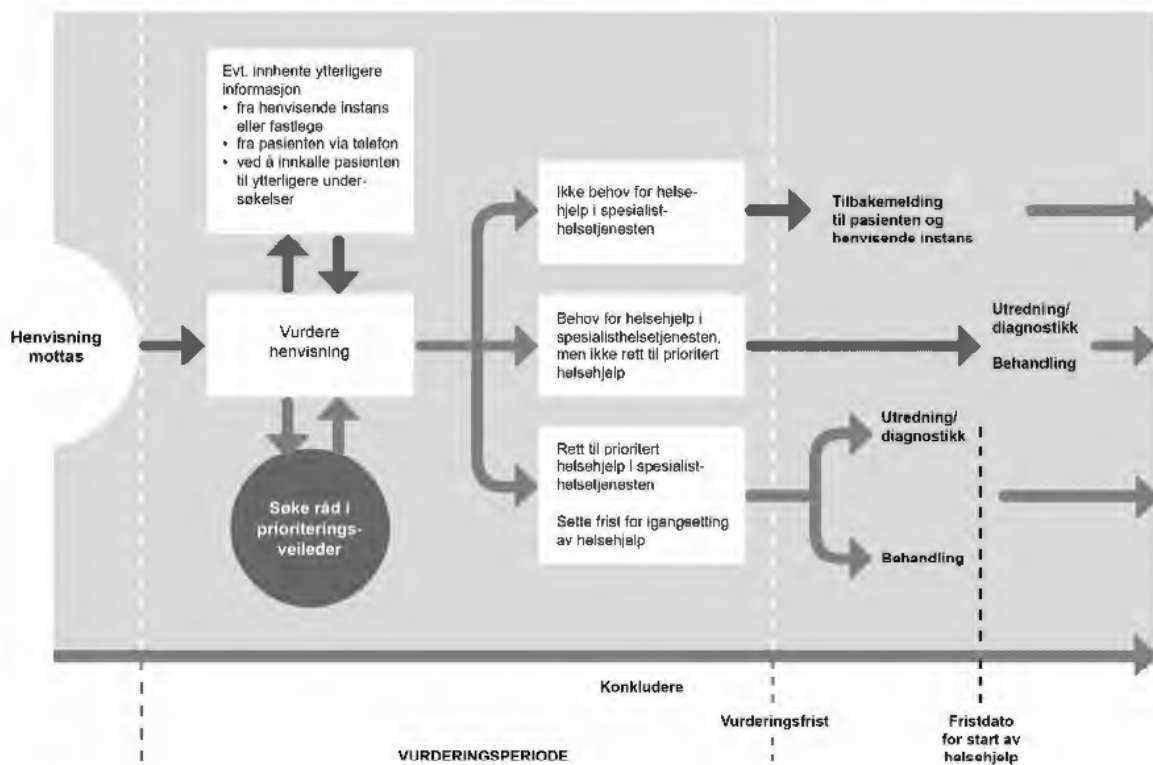 Henvisning
mottas
Evt. innhente ytterligere
informasjon
• fra henvisende instans
eller fastlege
• fra pasienten via telefon
• ved å innkalle pasienten
til ytterligere under-
søkelser
Vurdere
henvisning
Søke råd i
prioriterings-
veileder
Ikke behov for helse-
hjelp i spesialist-
helsetjenesten
Behov for helsehjelp i
spesialisthelsetjenesten,
men ikke rett til prioritert
helsehjelp
Rett til prioritert
helsehjelp i spesialist-
helsetjenesten
Sette frist for igangsetting
av helsehjelp
Tilbakemelding
til pasienten og
henvisende instans
Utredning/
diagnostikk
Behandling
Utredning/
diagnostikk
Behandling
Konkludere
Vurderingsfrist
Fristdato
for start av
helsehjelp
VURDERINGSPERIODE